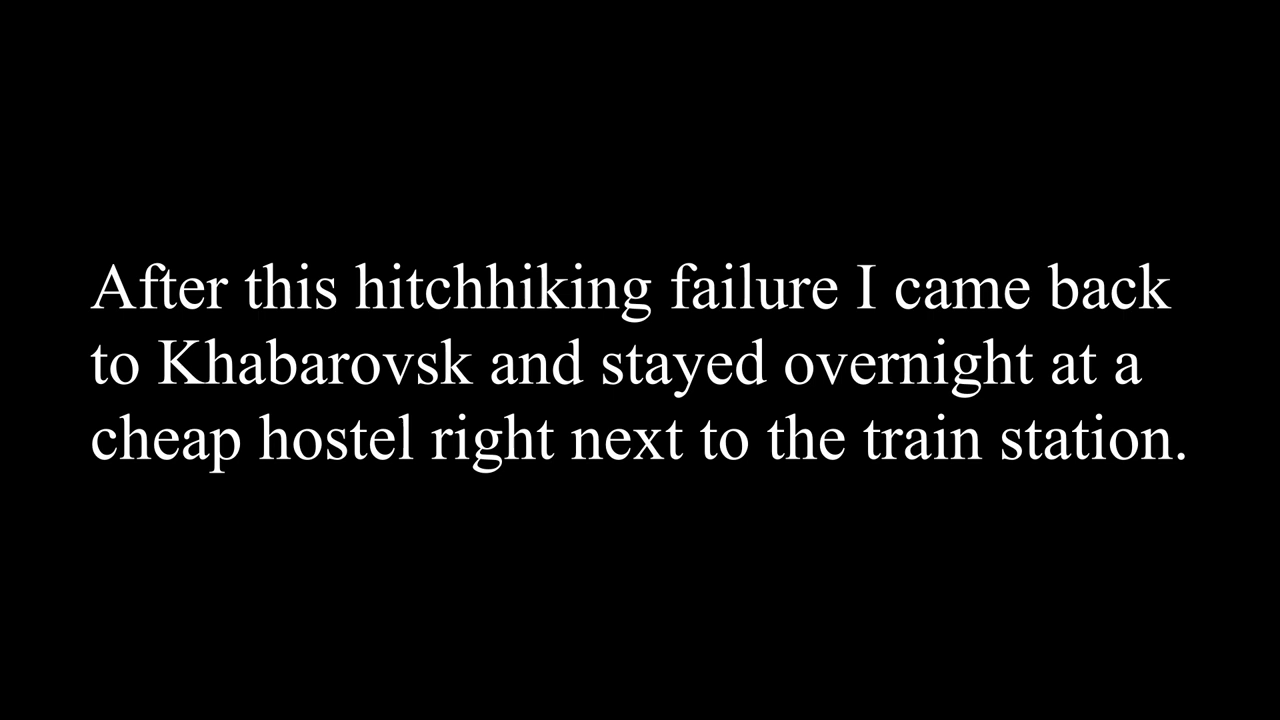 After this hitchhiking failure I came back
to Khabarovsk and stayed overnight at a
cheap hostel right next to the train station.